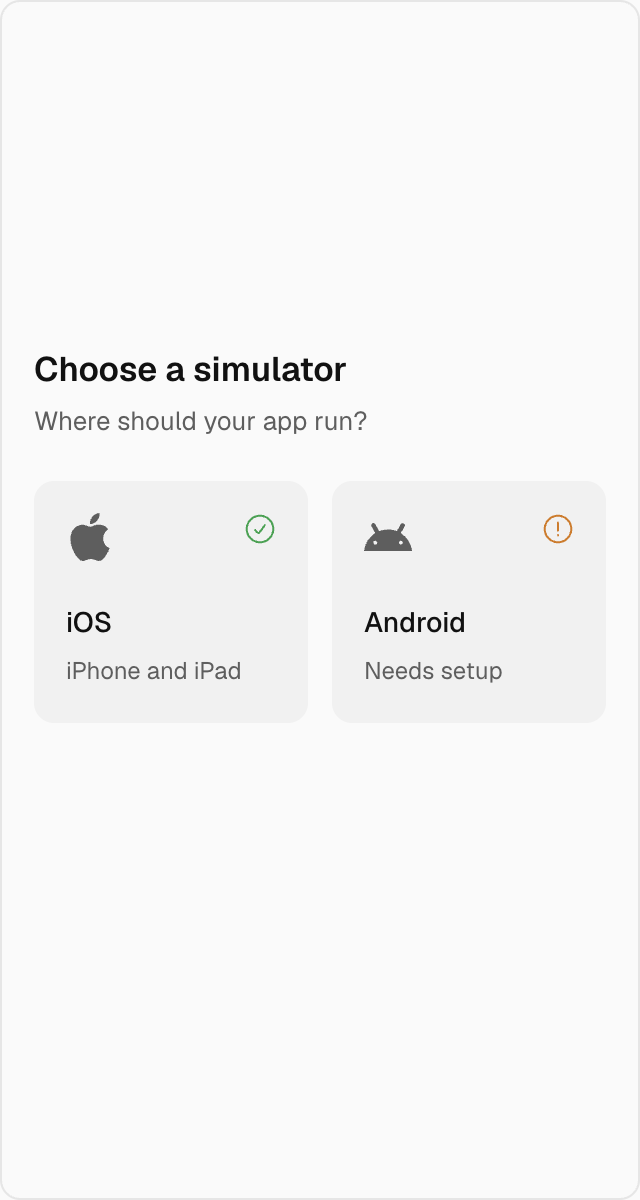 Choose a simulator
Where should your app run?
iOS
iPhone and iPad
Android
Needs setup